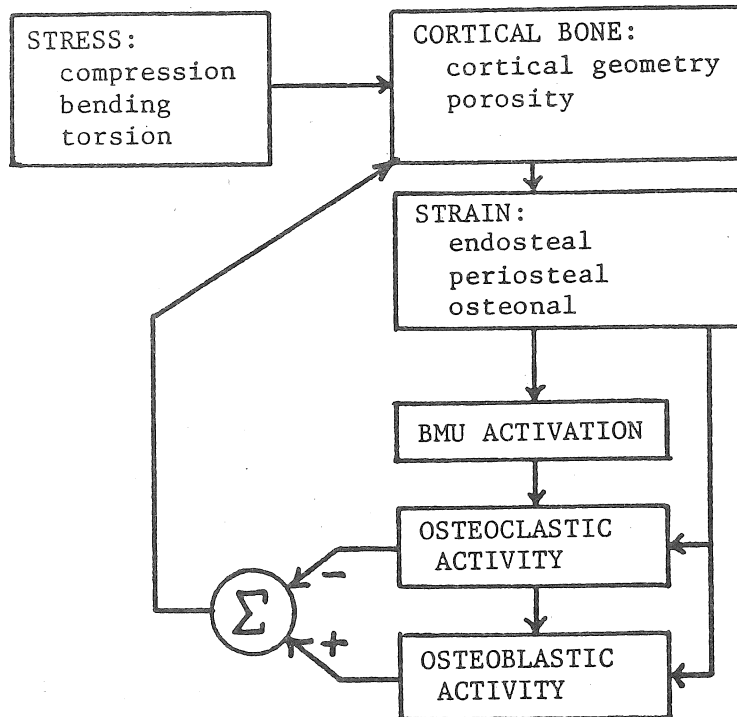 STRESS:
compression
bending
torsion
CORTICAL BONE:
cortical geometry
porosity
STRAIN:
endosteal
periosteal
osteonal
BMU ACTIVATION
OSTEOCLASTIC
ACTIVITY
-
Σ
+
OSTEOBLASTIC
ACTIVITY